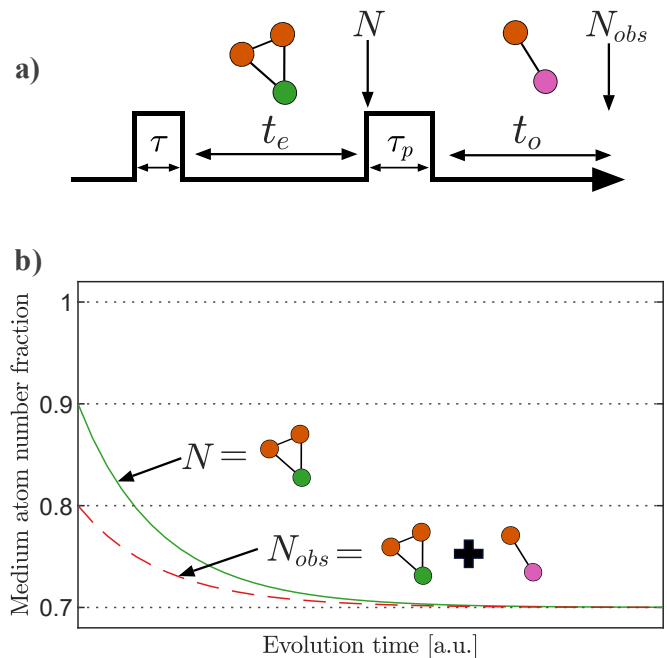 a)
N
N_obs
τ
t_e
τ_p
t_o
b)
Medium atom number fraction
1
0.9
0.8
0.7
N =
N_obs =
Evolution time [a.u.]